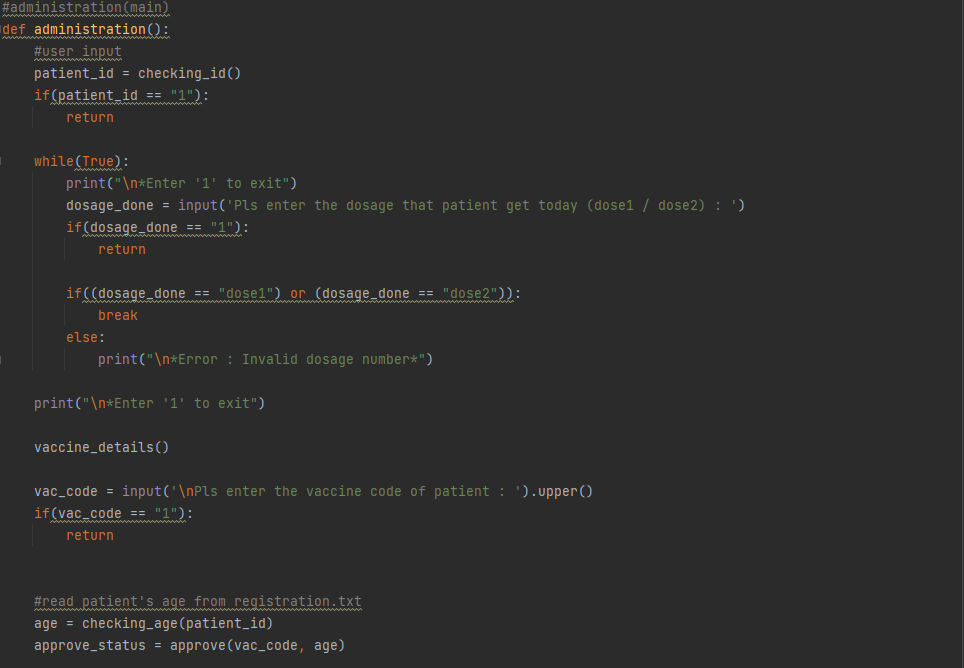 #administration(main)
def administration():
    #user input
    patient_id = checking_id()
    if(patient_id == "1"):
        return
    while(True):
        print("\n*Enter '1' to exit")
        dosage_done = input('Pls enter the dosage that patient get today (dose1 / dose2) : ')
        if(dosage_done == "1"):
            return
        if((dosage_done == "dose1") or (dosage_done == "dose2")):
            break
        else:
            print("\n*Error : Invalid dosage number*")
    print("\n*Enter '1' to exit")
    vaccine_details()
    vac_code = input('\nPls enter the vaccine code of patient : ').upper()
    if(vac_code == "1"):
        return
    #read patient's age from registration.txt
    age = checking_age(patient_id)
    approve_status = approve(vac_code, age)